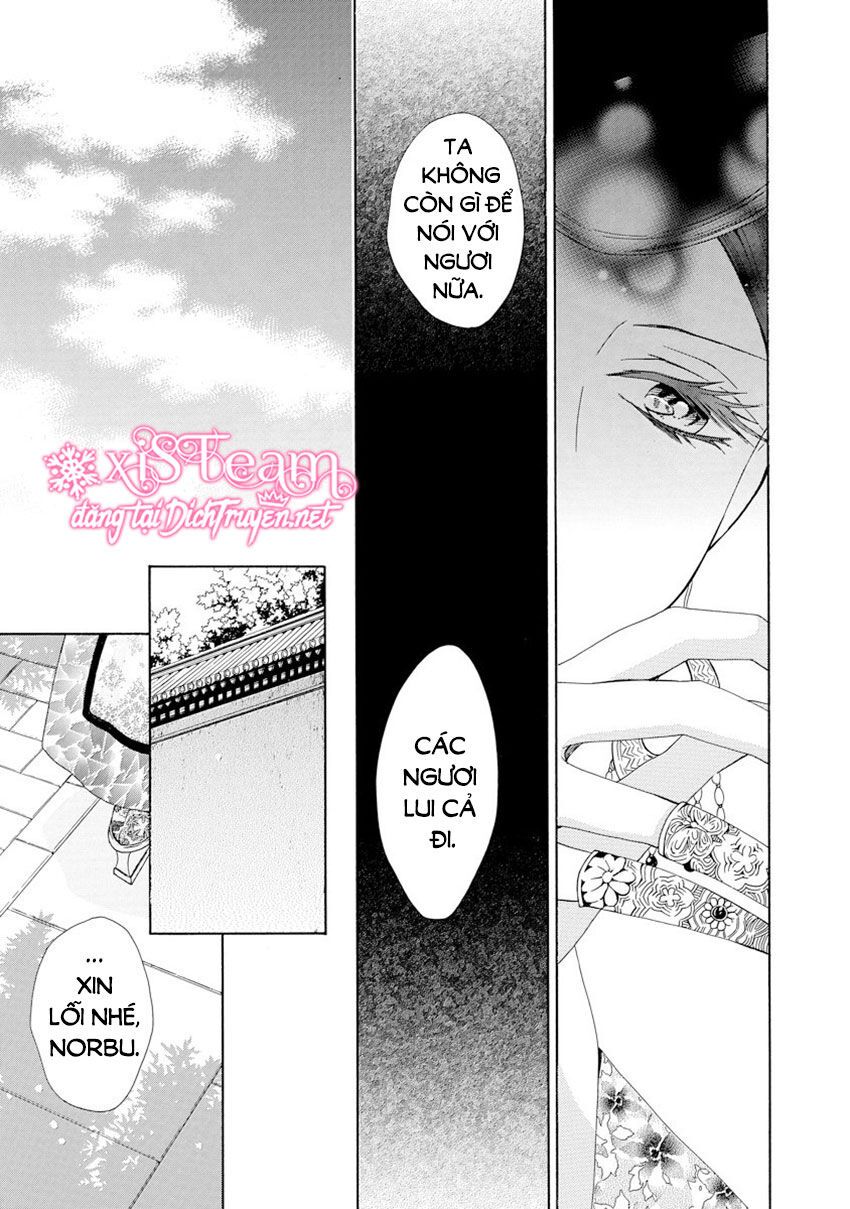 TA
KHÔNG
CÒN GÌ ĐỂ
NÓI VỚI
NGƯƠI
NỮA.
CÁC
NGƯƠI
LUI CẢ
ĐI.
xiSTeam
đăng tại DichTruyen.net
...
XIN
LỖI NHÉ,
NORBU.